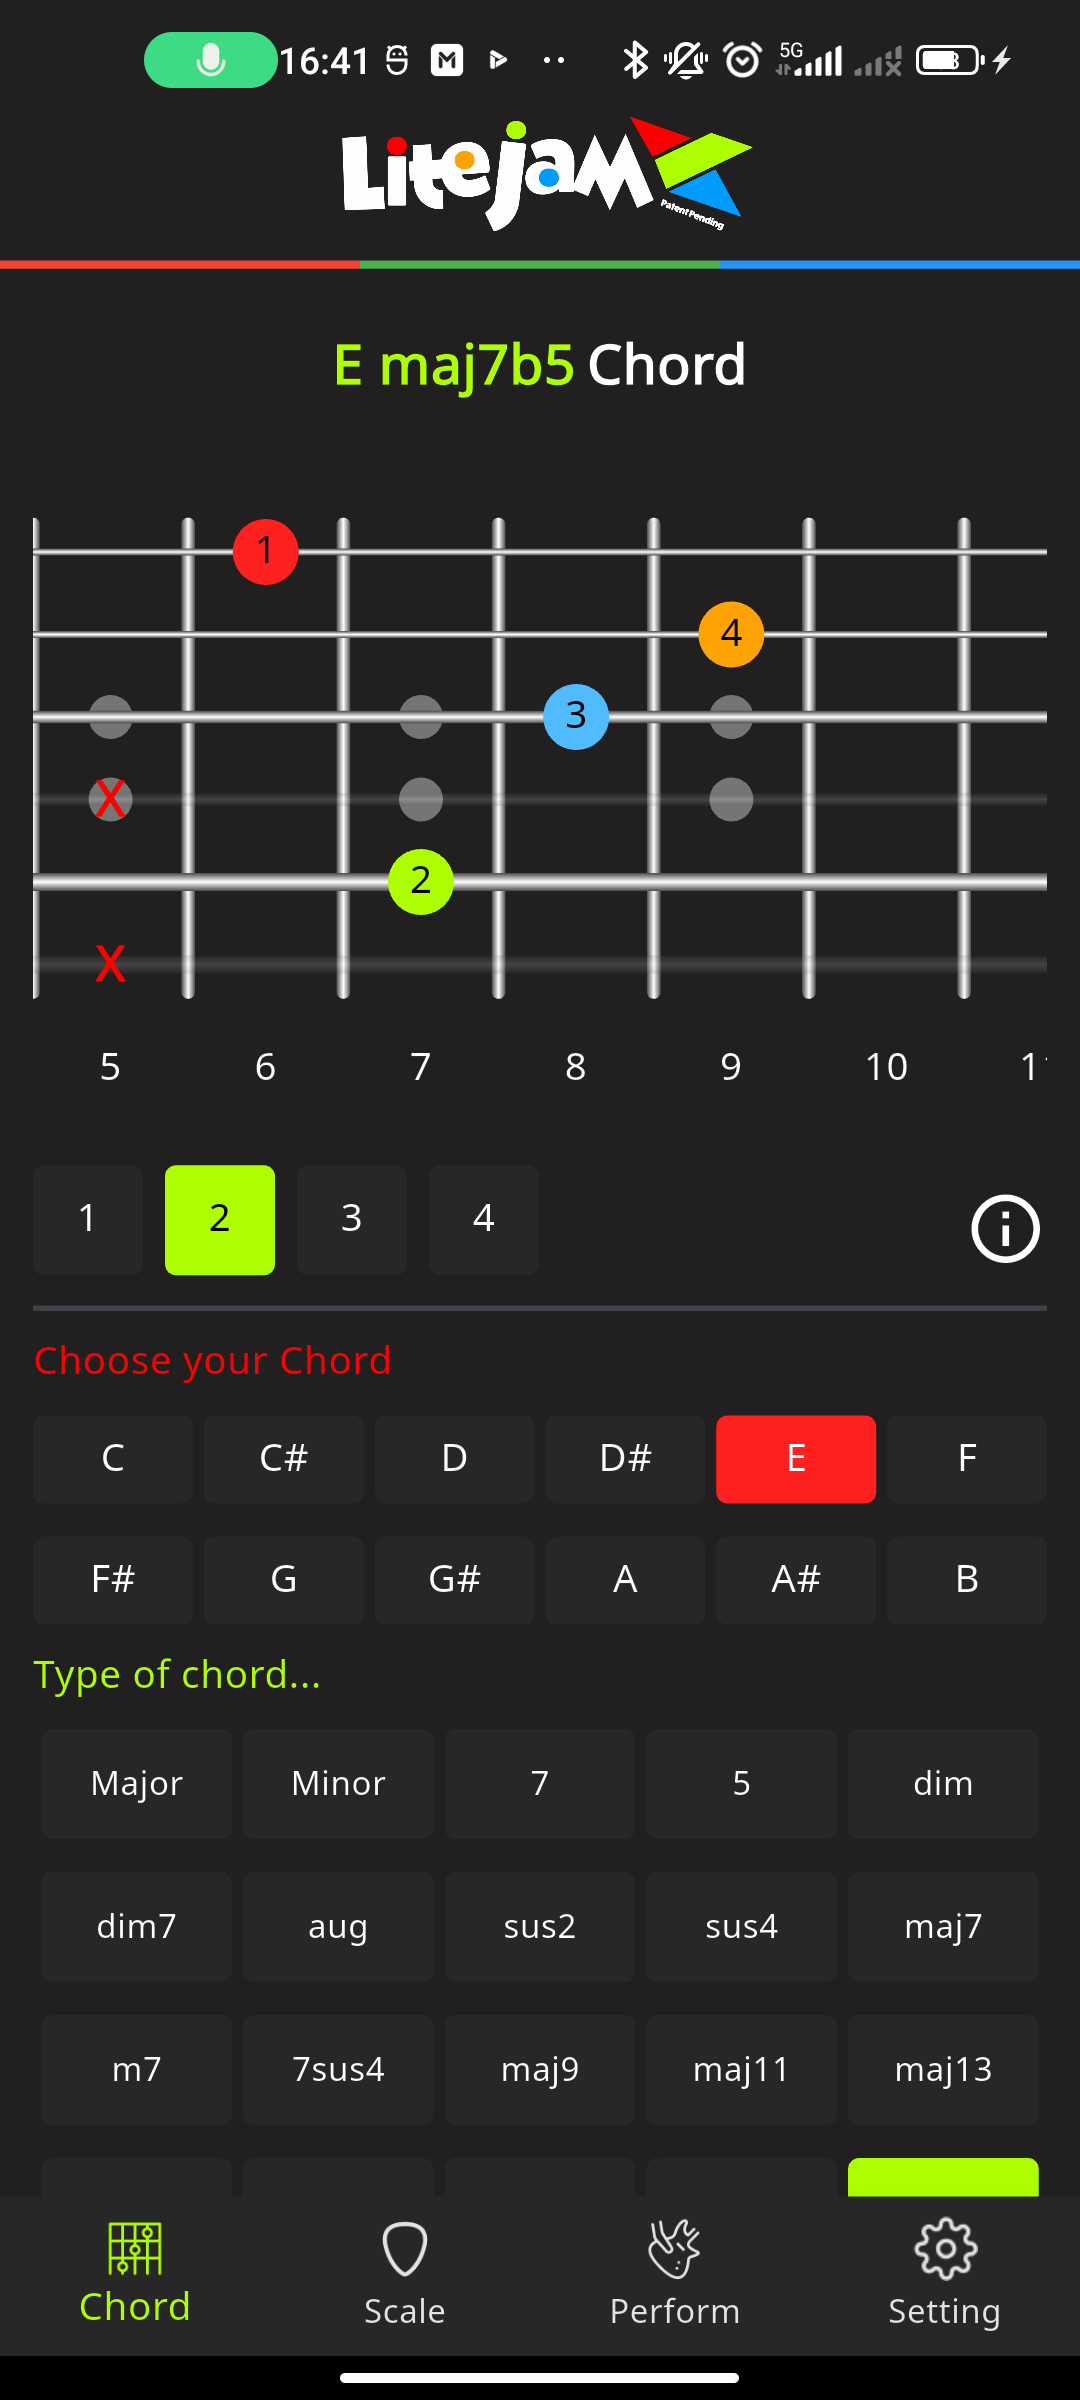 16:41 5G
Litejam
Patent Pending
E maj7b5 Chord
1
4
3
X
2
X
5 6 7 8 9 10
1 2 3 4
Choose your Chord
C C# D D# E F
F# G G# A A# B
Type of chord...
Major Minor 7 5 dim
dim7 aug sus2 sus4 maj7
m7 7sus4 maj9 maj11 maj13
Chord Scale Perform Setting